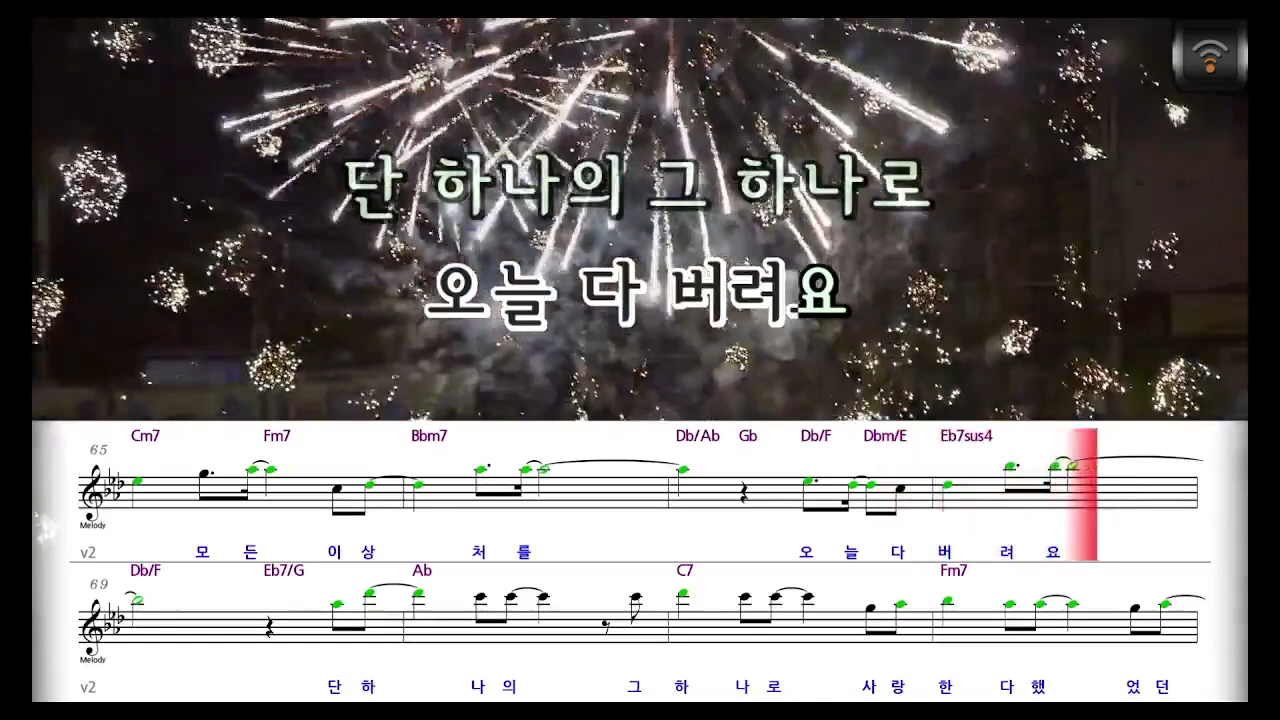 단 하나의 그 하나로
오늘 다 버려요
Cm7 Fm7 Bbm7 Db/Ab Gb Db/F Dbm/E Eb7sus4
65
Melody
v2 모 든 이 상 처 를 오 늘 다 버 려 요
Db/F Eb7/G Ab C7 Fm7
69
Melody
v2 단 하 나 의 그 하 나 로 사 랑 한 다 했 었 던